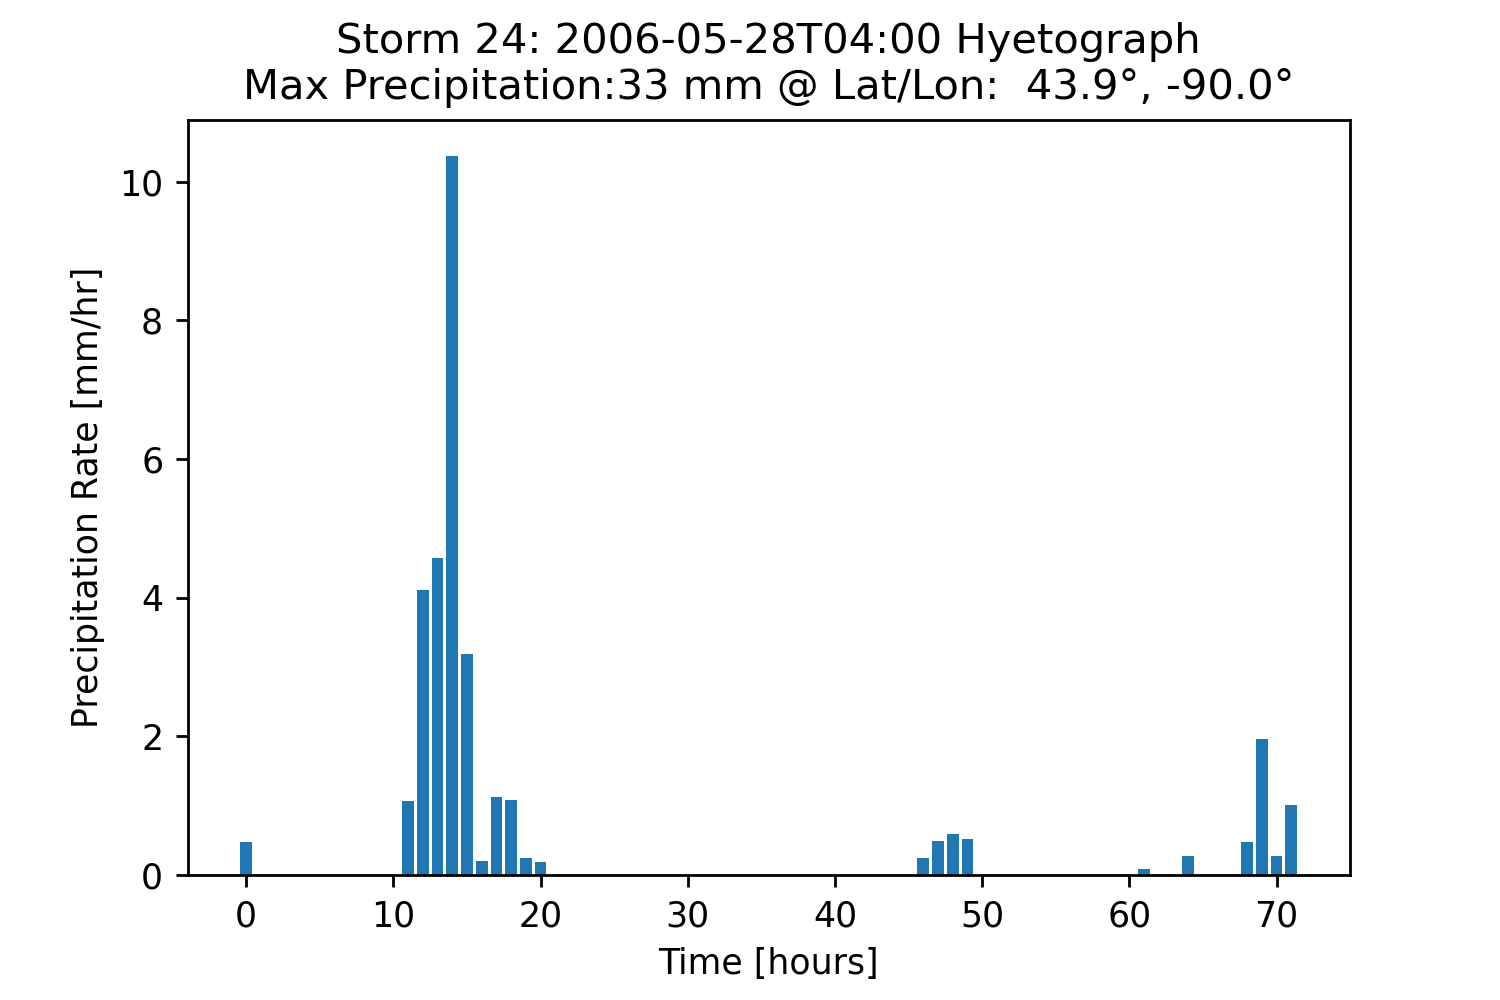 Storm 24: 2006-05-28T04:00 Hyetograph
Max Precipitation:33 mm @ Lat/Lon:  43.9°, -90.0°
Precipitation Rate [mm/hr]
10
8
6
4
2
0
0 10 20 30 40 50 60 70
Time [hours]